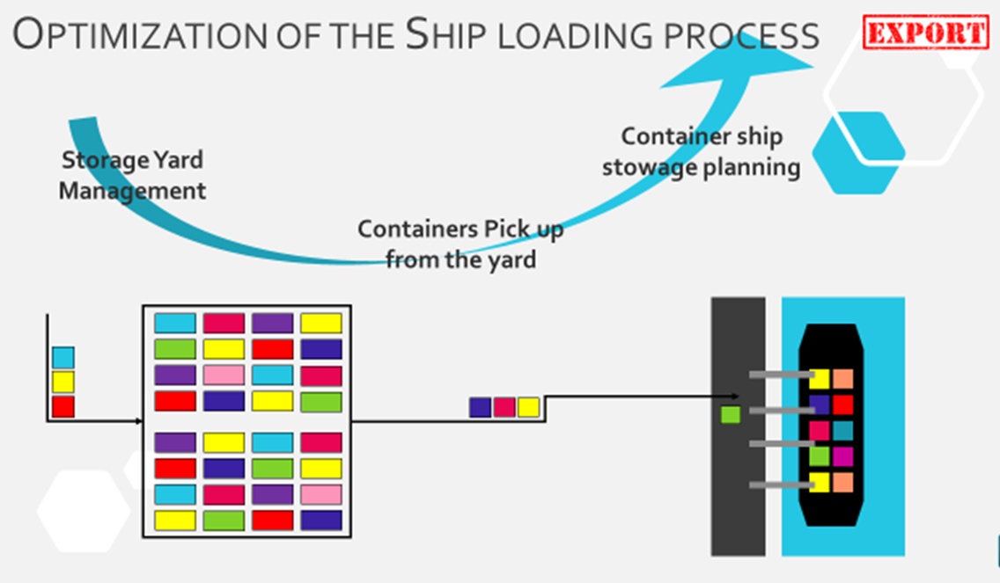 OPTIMIZATION OF THE SHIP LOADING PROCESS
EXPORT
Storage Yard
Management
Containers Pick up
from the yard
Container ship
stowage planning